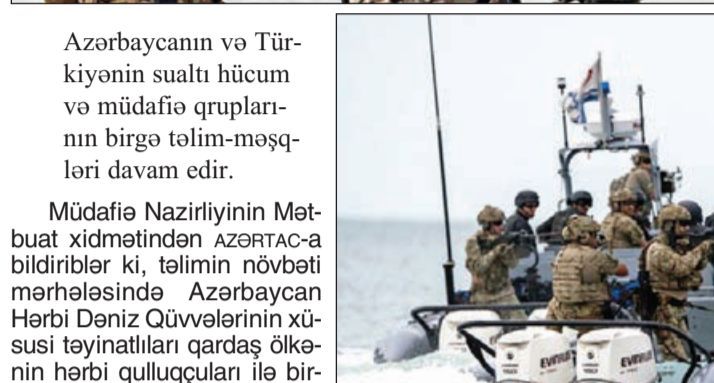 Azərbaycanın və Tür-
kiyənin sualtı hücum
və müdafiə qrupları-
nın birgə təlim-məşq-
ləri davam edir.
Müdafiə Nazirliyinin Mət-
buat xidmətindən AZƏRTAC-a
bildiriblər ki, təlimin növbəti
mərhələsində Azərbaycan
Hərbi Dəniz Qüvvələrinin xü-
susi təyinatlıları qardaş ölkə-
nin hərbi qulluqçuları ilə bir-
EVINRUDE
EVINRUDE